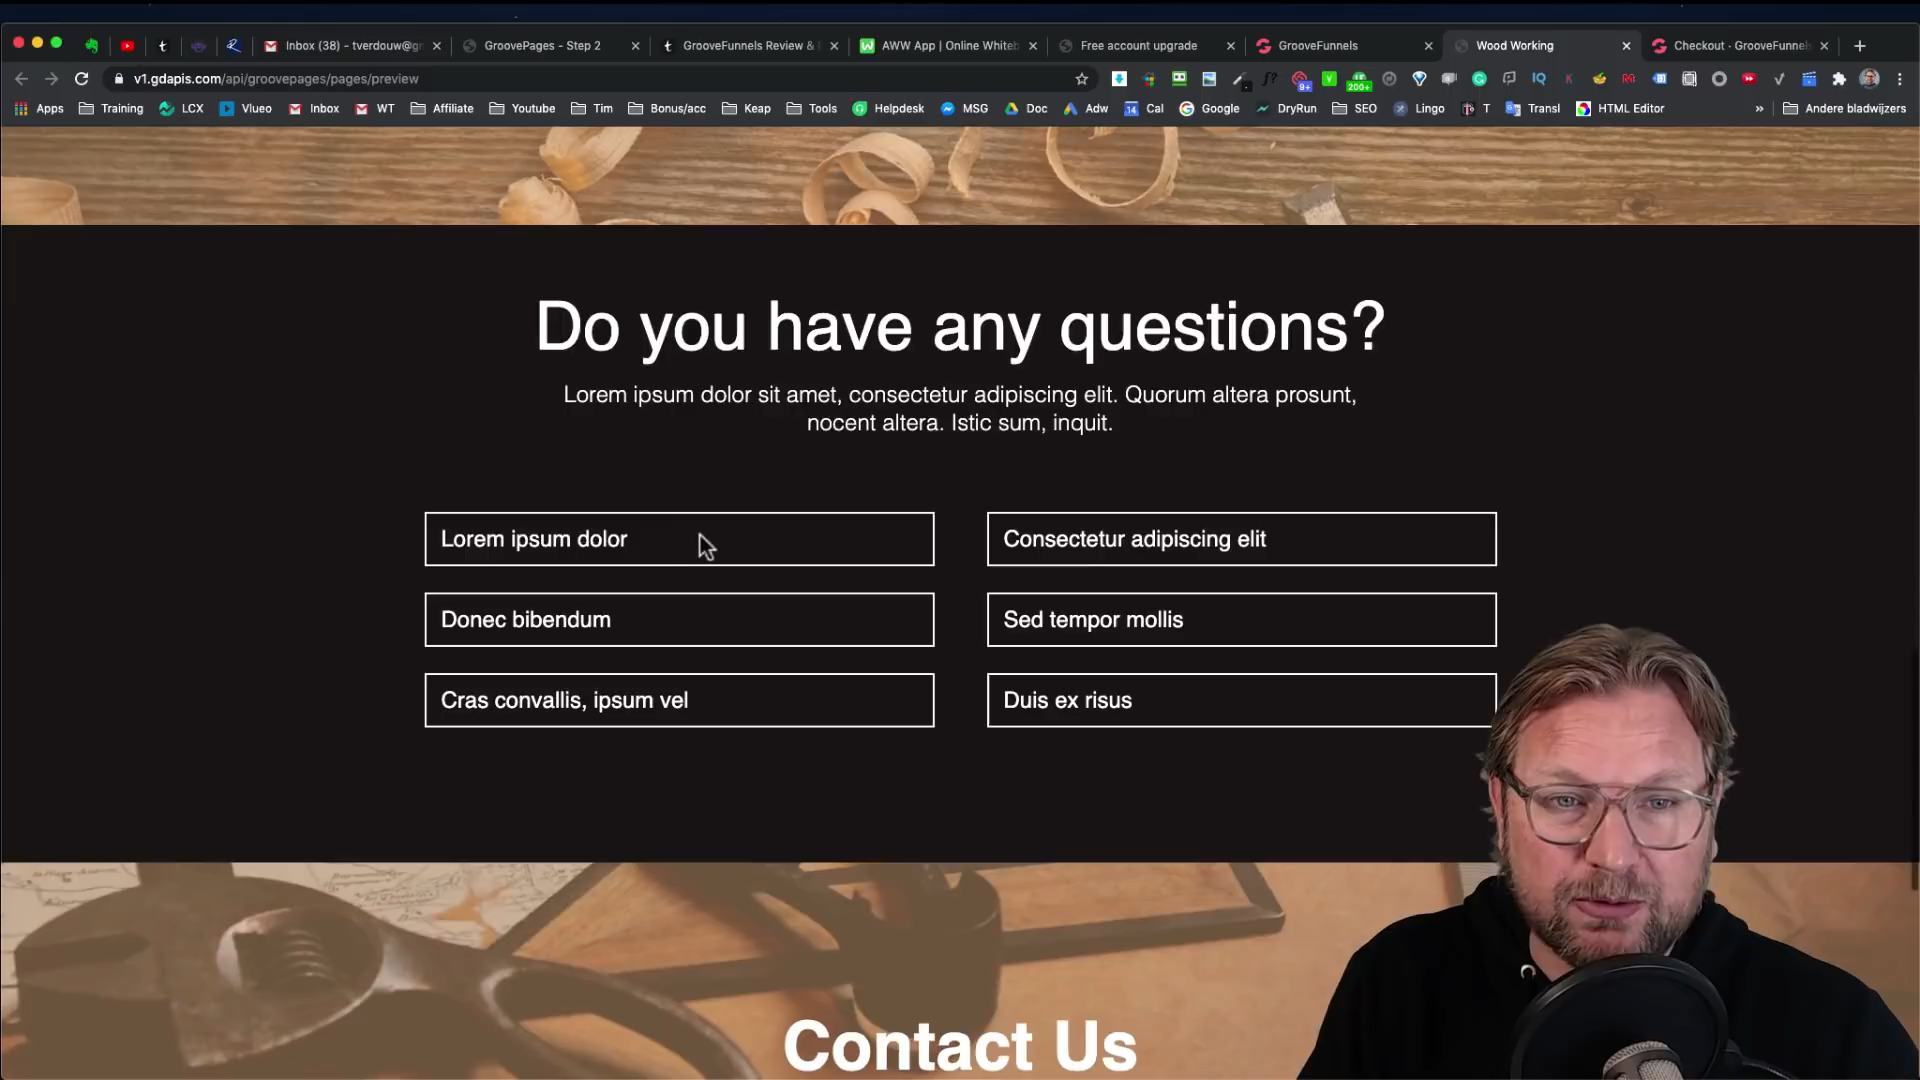 Inbox (38) - tverdouw@gr
GroovePages - Step 2
GrooveFunnels Review &
AWW App | Online Whiteb
Free account upgrade
GrooveFunnels
Wood Working
Checkout · GrooveFunnels
v1.gdapis.com/api/groovepages/pages/preview
Apps
Training
LCX
Vlueo
Inbox
WT
Affiliate
Youtube
Tim
Bonus/acc
Keap
Tools
Helpdesk
MSG
Doc
Adw
Cal
Google
DryRun
SEO
Lingo
T
Transl
HTML Editor
Andere bladwijzers
Do you have any questions?
Lorem ipsum dolor sit amet, consectetur adipiscing elit. Quorum altera prosunt,
nocent altera. Istic sum, inquit.
Lorem ipsum dolor
Consectetur adipiscing elit
Donec bibendum
Sed tempor mollis
Cras convallis, ipsum vel
Duis ex risus
Contact Us